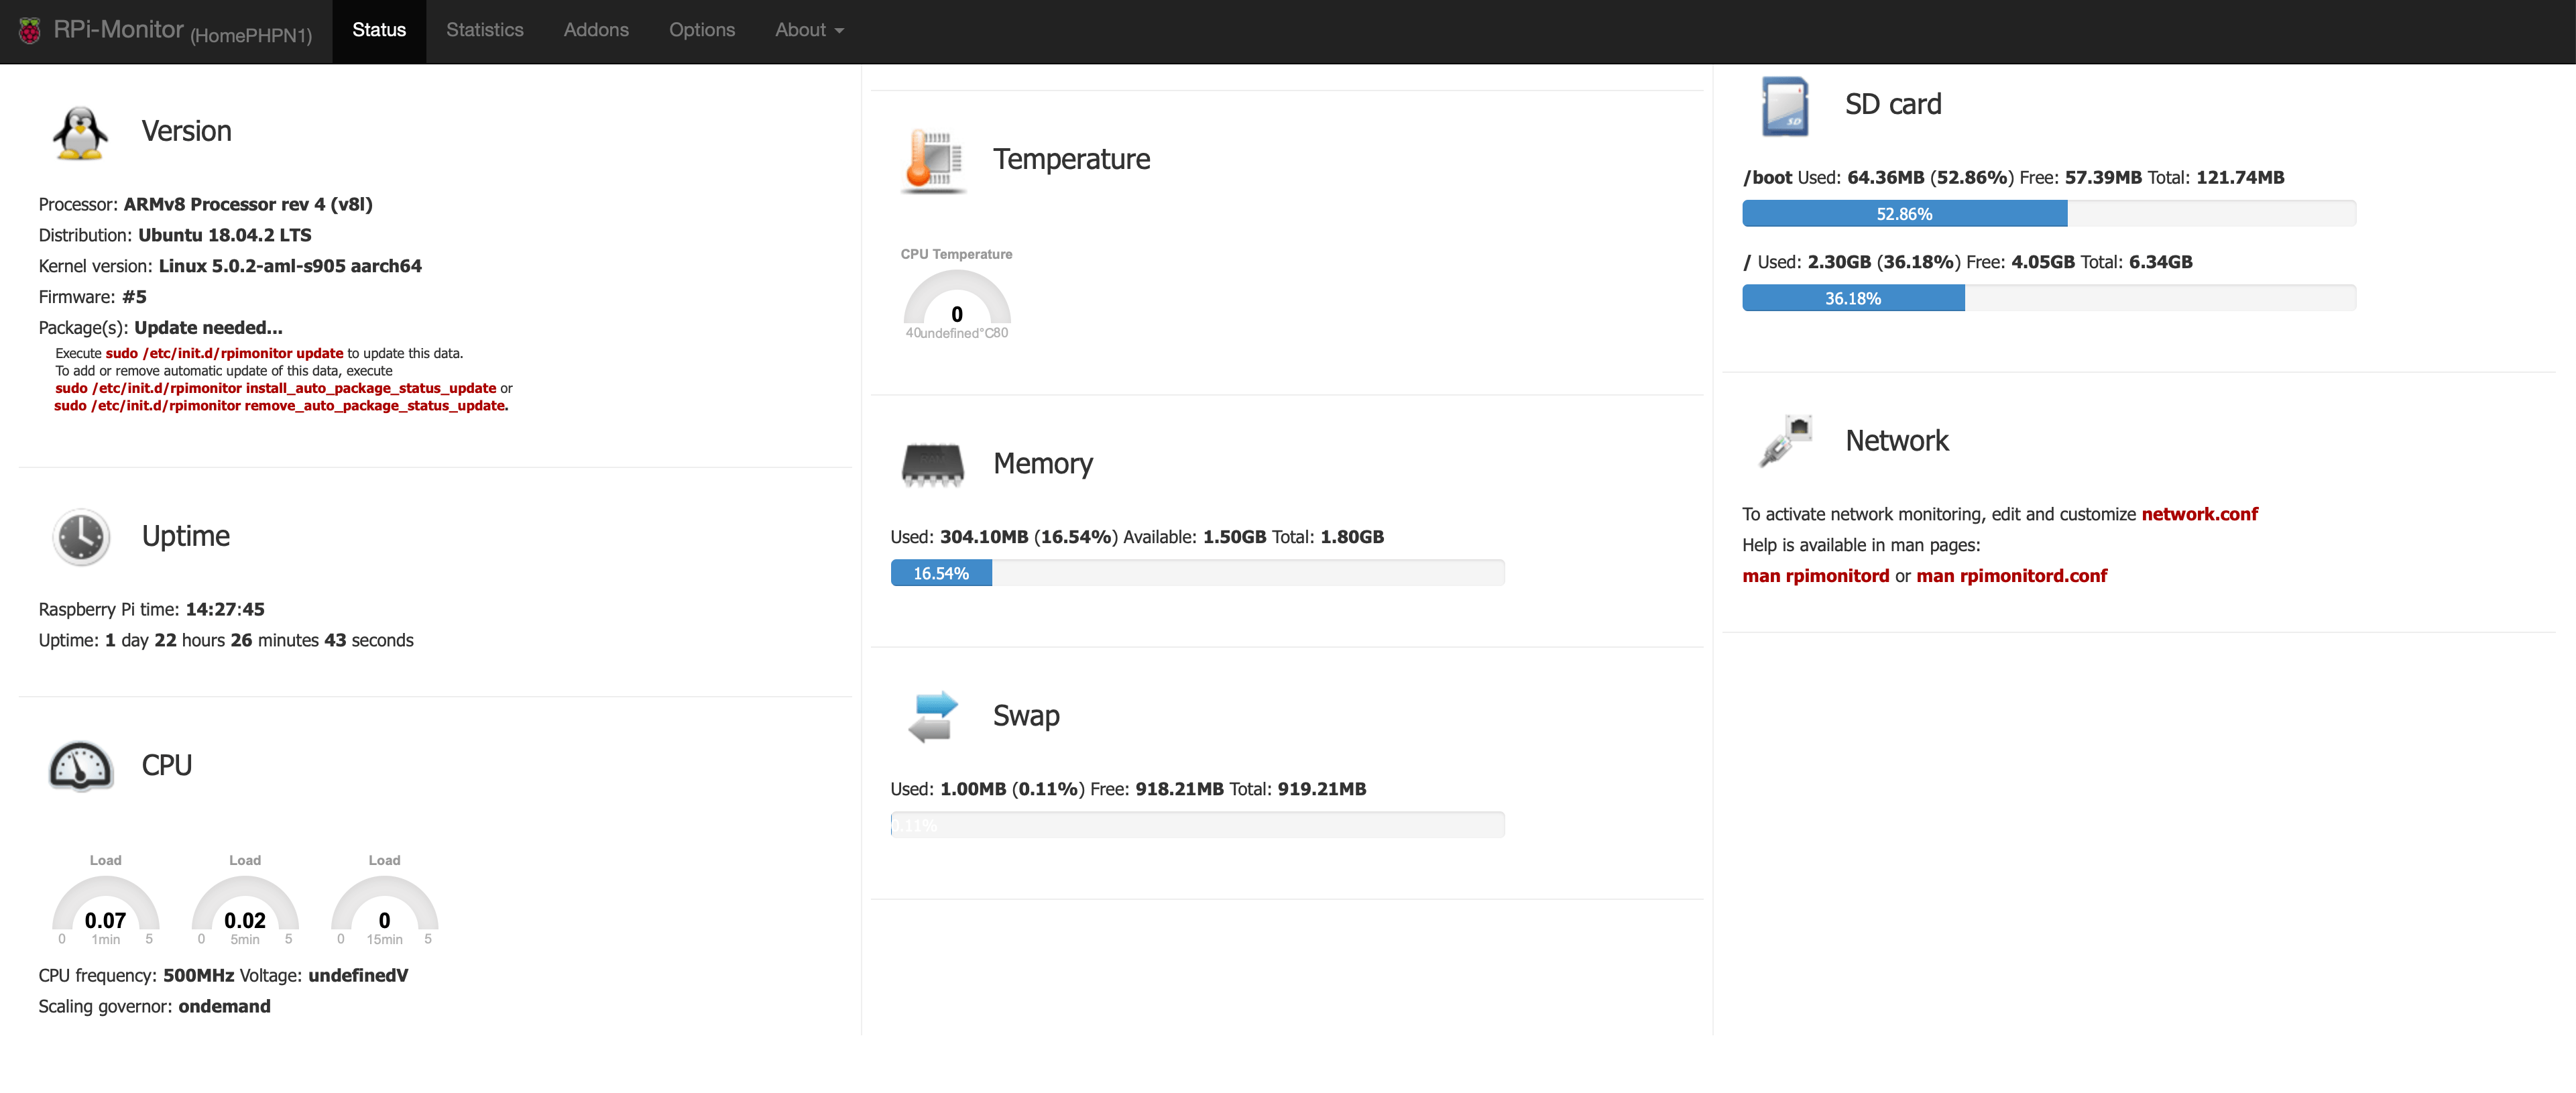 RPi-Monitor (HomePHPN1) Status Statistics Addons Options About
Version
Processor: ARMv8 Processor rev 4 (v8l)
Distribution: Ubuntu 18.04.2 LTS
Kernel version: Linux 5.0.2-aml-s905 aarch64
Firmware: #5
Package(s): Update needed...
Execute sudo /etc/init.d/rpimonitor update to update this data.
To add or remove automatic update of this data, execute
sudo /etc/init.d/rpimonitor install_auto_package_status_update or
sudo /etc/init.d/rpimonitor remove_auto_package_status_update.
Uptime
Raspberry Pi time: 14:27:45
Uptime: 1 day 22 hours 26 minutes 43 seconds
CPU
Load Load Load
0.07 0.02 0
0 1min 5 0 5min 5 0 15min 5
CPU frequency: 500MHz Voltage: undefinedV
Scaling governor: ondemand
Temperature
CPU Temperature
0
40undefined°C80
RAM
Memory
Used: 304.10MB (16.54%) Available: 1.50GB Total: 1.80GB
16.54%
Swap
Used: 1.00MB (0.11%) Free: 918.21MB Total: 919.21MB
0.11%
SD
SD card
/boot Used: 64.36MB (52.86%) Free: 57.39MB Total: 121.74MB
52.86%
/ Used: 2.30GB (36.18%) Free: 4.05GB Total: 6.34GB
36.18%
Network
To activate network monitoring, edit and customize network.conf
Help is available in man pages:
man rpimonitord or man rpimonitord.conf